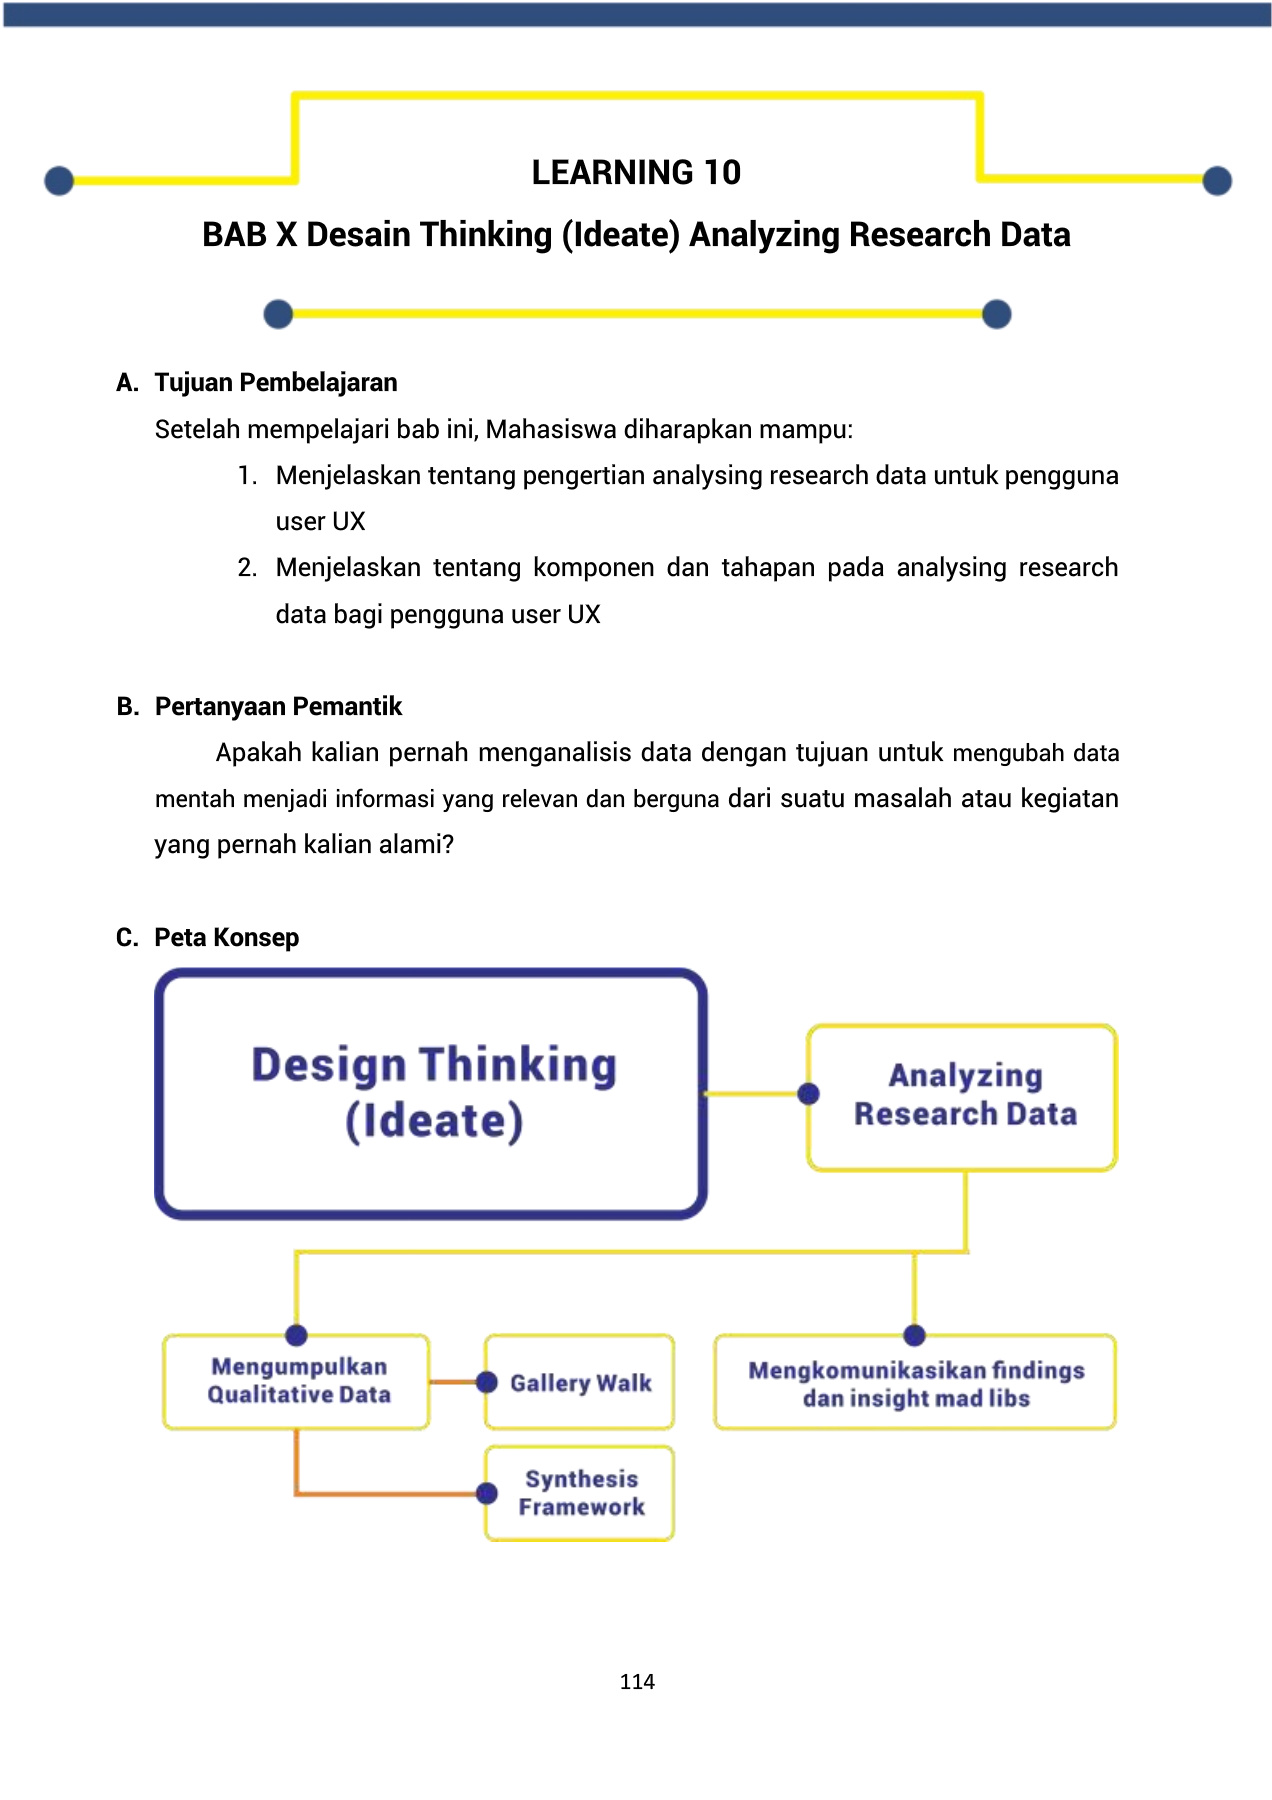 LEARNING 10
BAB X Desain Thinking (Ideate) Analyzing Research Data
A. Tujuan Pembelajaran
Setelah mempelajari bab ini, Mahasiswa diharapkan mampu:
1. Menjelaskan tentang pengertian analysing research data untuk pengguna
user UX
2. Menjelaskan tentang komponen dan tahapan pada analysing research
data bagi pengguna user UX
B. Pertanyaan Pemantik
Apakah kalian pernah menganalisis data dengan tujuan untuk mengubah data
mentah menjadi informasi yang relevan dan berguna dari suatu masalah atau kegiatan
yang pernah kalian alami?
C. Peta Konsep
Design Thinking
(Ideate)
Analyzing
Research Data
Mengumpulkan
Qualitative Data
Gallery Walk
Mengkomunikasikan findings
dan insight mad libs
Synthesis
Framework
114